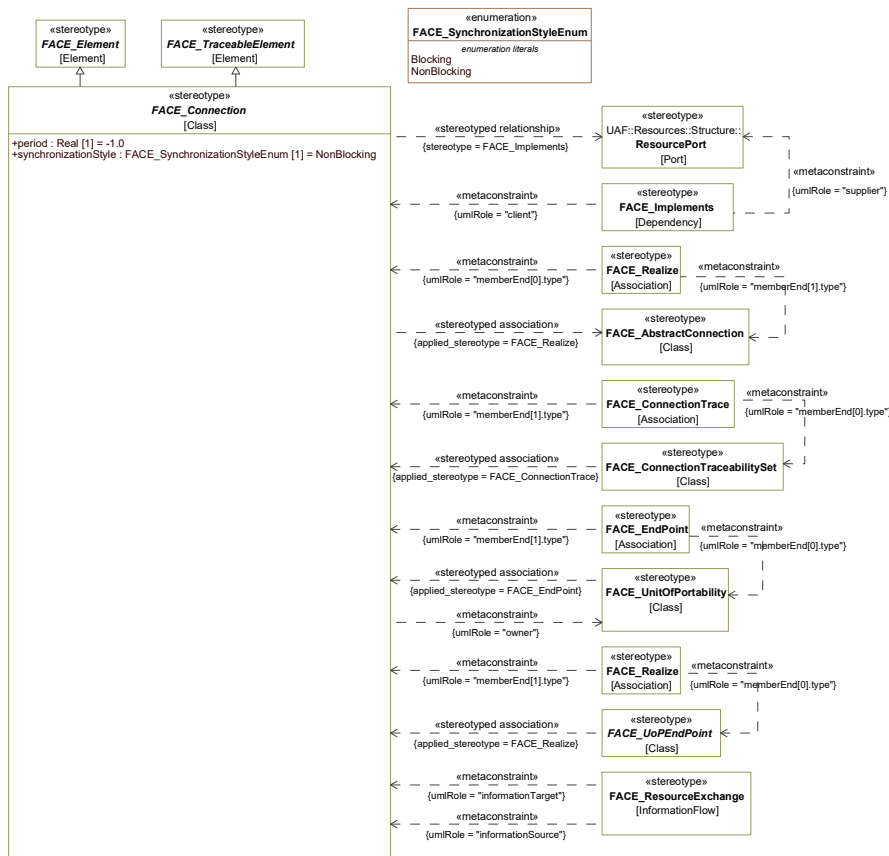 «stereotype»
FACE_Element
[Element]
«stereotype»
FACE_TraceableElement
[Element]
«enumeration»
FACE_SynchronizationStyleEnum
enumeration literals
Blocking
NonBlocking
«stereotype»
FACE_Connection
[Class]
+period : Real [1] = -1.0
+synchronizationStyle : FACE_SynchronizationStyleEnum [1] = NonBlocking
«stereotyped relationship»
{stereotype = FACE_Implements}
«stereotype»
UAF::Resources::Structure::
ResourcePort
[Port]
«metaconstraint»
{umlRole = "supplier"}
«metaconstraint»
{umlRole = "client"}
«stereotype»
FACE_Implements
[Dependency]
«metaconstraint»
{umlRole = "memberEnd[0].type"}
«stereotype»
FACE_Realize
[Association]
«metaconstraint»
{umlRole = "memberEnd[1].type"}
«stereotyped association»
{applied_stereotype = FACE_Realize}
«stereotype»
FACE_AbstractConnection
[Class]
«metaconstraint»
{umlRole = "memberEnd[1].type"}
«stereotype»
FACE_ConnectionTrace
[Association]
«metaconstraint»
{umlRole = "memberEnd[0].type"}
«stereotyped association»
{applied_stereotype = FACE_ConnectionTrace}
«stereotype»
FACE_ConnectionTraceabilitySet
[Class]
«metaconstraint»
{umlRole = "memberEnd[1].type"}
«stereotype»
FACE_EndPoint
[Association]
«metaconstraint»
{umlRole = "memberEnd[0].type"}
«stereotyped association»
{applied_stereotype = FACE_EndPoint}
«stereotype»
FACE_UnitOfPortability
[Class]
«metaconstraint»
{umlRole = "owner"}
«metaconstraint»
{umlRole = "memberEnd[1].type"}
«stereotype»
FACE_Realize
[Association]
«metaconstraint»
{umlRole = "memberEnd[0].type"}
«stereotyped association»
{applied_stereotype = FACE_Realize}
«stereotype»
FACE_UoPEndPoint
[Class]
«metaconstraint»
{umlRole = "informationTarget"}
«stereotype»
FACE_ResourceExchange
[InformationFlow]
«metaconstraint»
{umlRole = "informationSource"}